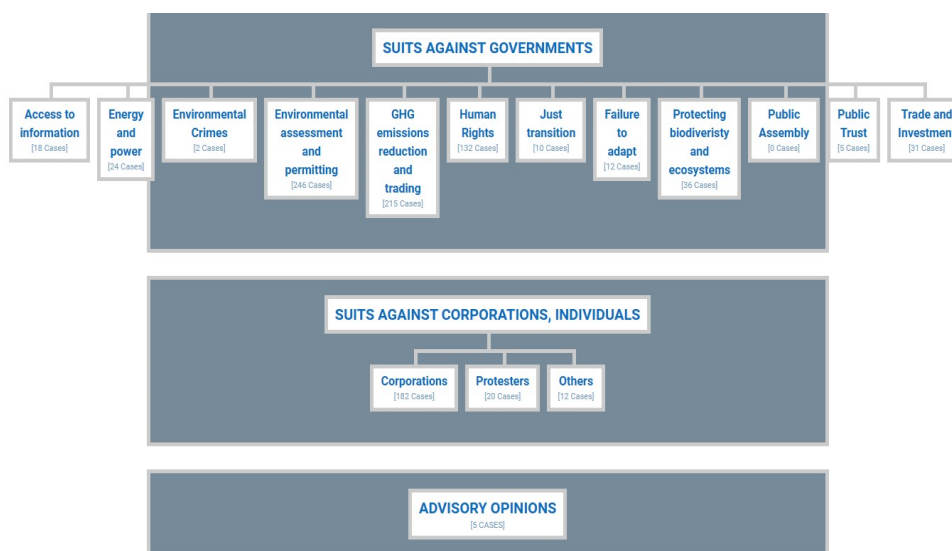 SUITS AGAINST GOVERNMENTS
Access to
information
[18 Cases]
Energy
and
power
[24 Cases]
Environmental
Crimes
[2 Cases]
Environmental
assessment
and
permitting
[246 Cases]
GHG
emissions
reduction
and
trading
[215 Cases]
Human
Rights
[132 Cases]
Just
transition
[10 Cases]
Failure
to
adapt
[12 Cases]
Protecting
biodiveristy
and
ecosystems
[36 Cases]
Public
Assembly
[0 Cases]
Public
Trust
[5 Cases]
Trade and
Investmen
[31 Cases]
SUITS AGAINST CORPORATIONS, INDIVIDUALS
Corporations
[182 Cases]
Protesters
[20 Cases]
Others
[12 Cases]
ADVISORY OPINIONS
[5 CASES]